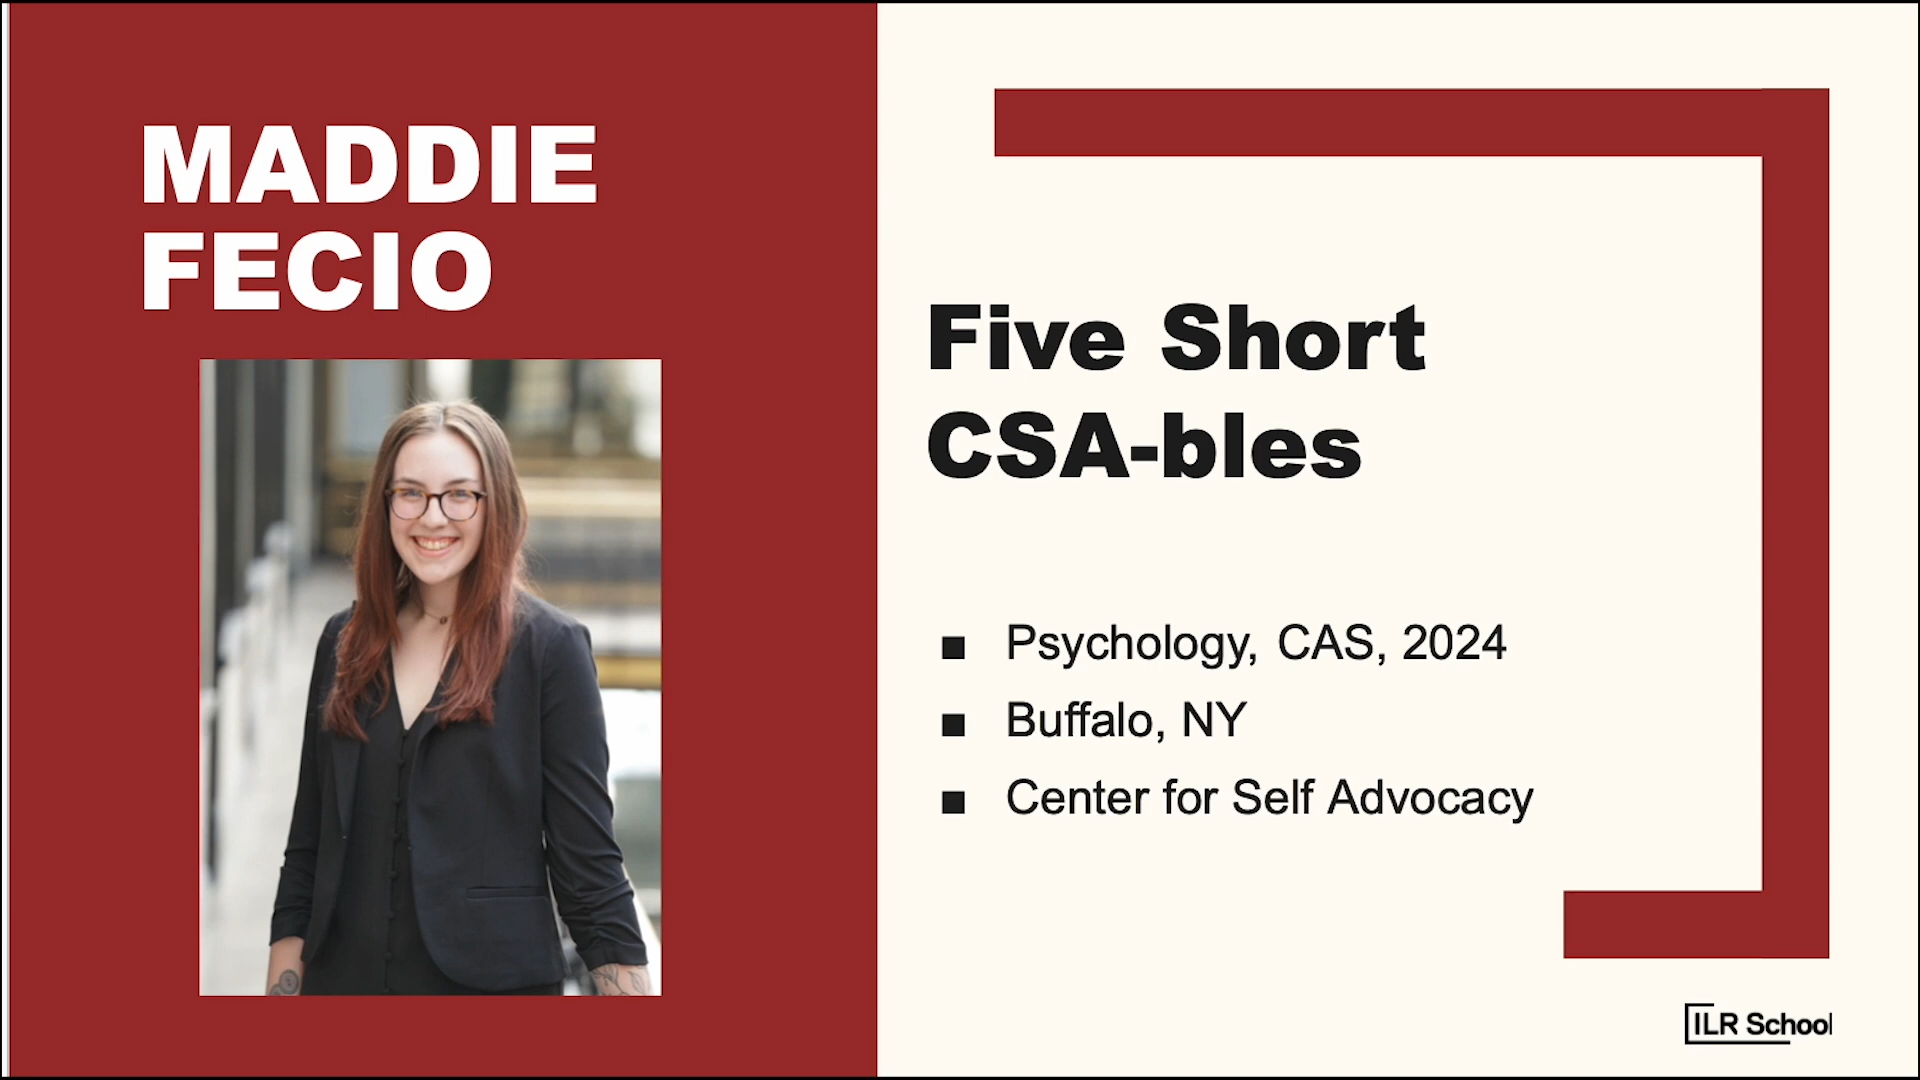 MADDIE
FECIO
Five Short
CSA-bles
■ Psychology, CAS, 2024
■ Buffalo, NY
■ Center for Self Advocacy
ILR School